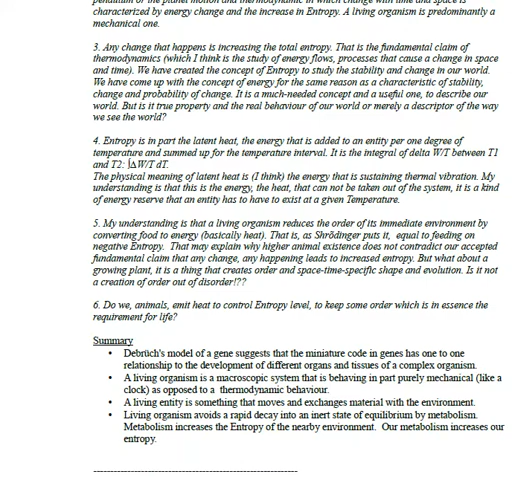 pendulum or the planet motion and thermodynamic in which change with time and space is
characterized by energy change and the increase in Entropy. A living organism is predominantly a
mechanical one.
3. Any change that happens is increasing the total entropy. That is the fundamental claim of
thermodynamics (which I think is the study of energy flows, processes that cause a change in space
and time). We have created the concept of Entropy to study the stability and change in our world.
We have come up with the concept of energy for the same reason as a characteristic of stability,
change and probability of change. It is a much-needed concept and a useful one, to describe our
world. But is it true property and the real behaviour of our world or merely a descriptor of the way
we see the world?
4. Entropy is in part the latent heat, the energy that is added to an entity per one degree of
temperature and summed up for the temperature interval. It is the integral of delta W/T between T1
and T2: ∫ΔW/T dT.
The physical meaning of latent heat is (I think) the energy that is sustaining thermal vibration. My
understanding is that this is the energy, the heat, that can not be taken out of the system, it is a kind
of energy reserve that an entity has to have to exist at a given Temperature.
5. My understanding is that a living organism reduces the order of its immediate environment by
converting food to energy (basically heat). That is, as Shrödinger puts it, equal to feeding on
negative Entropy. That may explain why higher animal existence does not contradict our accepted
fundamental claim that any change, any happening leads to increased entropy. But what about a
growing plant, it is a thing that creates order and space-time-specific shape and evolution. Is it not
a creation of order out of disorder!??
6. Do we, animals, emit heat to control Entropy level, to keep some order which is in essence the
requirement for life?
Summary
• Debrüch's model of a gene suggests that the miniature code in genes has one to one
relationship to the development of different organs and tissues of a complex organism.
• A living organism is a macroscopic system that is behaving in part purely mechanical (like a
clock) as opposed to a thermodynamic behaviour.
• A living entity is something that moves and exchanges material with the environment.
• Living organism avoids a rapid decay into an inert state of equilibrium by metabolism.
Metabolism increases the Entropy of the nearby environment. Our metabolism increases our
entropy.
------------------------------------------------------------